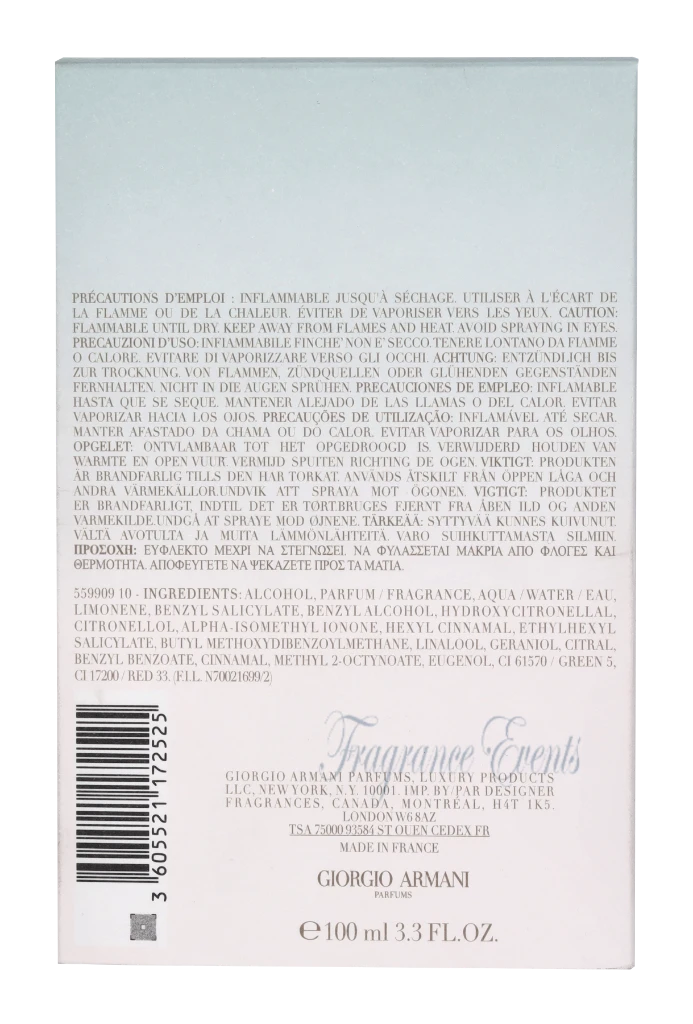 PRÉCAUTIONS D'EMPLOI : INFLAMMABLE JUSQU'À SÉCHAGE. UTILISER À L'ÉCART DE
LA FLAMME OU DE LA CHALEUR. ÉVITER DE VAPORISER VERS LES YEUX. CAUTION:
FLAMMABLE UNTIL DRY. KEEP AWAY FROM FLAMES AND HEAT. AVOID SPRAYING IN EYES.
PRECAUZIONI D'USO: INFIAMMABILE FINCHE' NON E' SECCO. TENERE LONTANO DA FIAMME
O CALORE. EVITARE DI VAPORIZZARE VERSO GLI OCCHI. ACHTUNG: ENTZÜNDLICH BIS
ZUR TROCKNUNG. VON FLAMMEN, ZÜNDQUELLEN ODER GLÜHENDEN GEGENSTÄNDEN
FERNHALTEN. NICHT IN DIE AUGEN SPRÜHEN. PRECAUCIONES DE EMPLEO: INFLAMABLE
HASTA QUE SE SEQUE. MANTENER ALEJADO DE LAS LLAMAS O DEL CALOR. EVITAR
VAPORIZAR HACIA LOS OJOS. PRECAUÇÕES DE UTILIZAÇÃO: INFLAMÁVEL ATÉ SECAR.
MANTER AFASTADO DA CHAMA OU DO CALOR. EVITAR VAPORIZAR PARA OS OLHOS.
OPGELET: ONTVLAMBAAR TOT HET OPGEDROOGD IS. VERWIJDERD HOUDEN VAN
WARMTE EN OPEN VUUR. VERMIJD SPUITEN RICHTING DE OGEN. VIKTIGT: PRODUKTEN
ÄR BRANDFARLIG TILLS DEN HAR TORKAT. ANVÄNDS ÅTSKILT FRÅN ÖPPEN LÅGA OCH
ANDRA VÄRMEKÄLLOR.UNDVIK ATT SPRAYA MOT ÖGONEN. VIGTIGT: PRODUKTET
ER BRANDFARLIGT, INDTIL DET ER TØRT.BRUGES FJERNT FRA ÅBEN ILD OG ANDEN
VARMEKILDE.UNDGÅ AT SPRAYE MOD ØJNENE. TÄRKEÄÄ: SYTTYVÄÄ KUNNES KUIVUNUT.
VÄLTÄ AVOTULTA JA MUITA LÄMMÖNLÄHTEITÄ. VARO SUIHKUTTAMASTA SILMIIN.
ΠΡΟΣΟΧΗ: ΕΥΦΛΕΚΤΟ ΜΕΧΡΙ ΝΑ ΣΤΕΓΝΩΣΕΙ. ΝΑ ΦΥΛΑΣΣΕΤΑΙ ΜΑΚΡΙΑ ΑΠΟ ΦΛΟΓΕΣ ΚΑΙ
ΘΕΡΜΟΤΗΤΑ. ΑΠΟΦΕΥΓΕΤΕ ΝΑ ΨΕΚΑΖΕΤΕ ΠΡΟΣ ΤΑ ΜΑΤΙΑ.
559909 10 - INGREDIENTS: ALCOHOL, PARFUM / FRAGRANCE, AQUA / WATER / EAU,
LIMONENE, BENZYL SALICYLATE, BENZYL ALCOHOL, HYDROXYCITRONELLAL,
CITRONELLOL, ALPHA-ISOMETHYL IONONE, HEXYL CINNAMAL, ETHYLHEXYL
SALICYLATE, BUTYL METHOXYDIBENZOYLMETHANE, LINALOOL, GERANIOL, CITRAL,
BENZYL BENZOATE, CINNAMAL, METHYL 2-OCTYNOATE, EUGENOL, CI 61570 / GREEN 5,
CI 17200 / RED 33. (F.I.L. N70021699/2)
3 605521 172525
Fragrance Events
GIORGIO ARMANI PARFUMS, LUXURY PRODUCTS
LLC, NEW YORK, N.Y. 10001. IMP. BY/PAR DESIGNER
FRAGRANCES, CANADA, MONTRÉAL, H4T 1K5.
LONDON W6 8AZ
TSA 75000 93584 ST OUEN CEDEX FR
MADE IN FRANCE
GIORGIO ARMANI
PARFUMS
℮100 ml 3.3 FL.OZ.